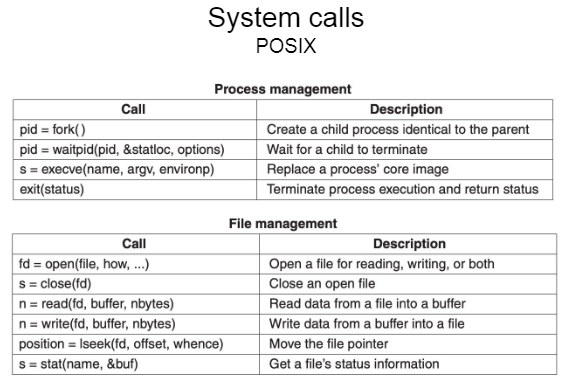 System calls
POSIX
Process management
Call Description
pid = fork( ) Create a child process identical to the parent
pid = waitpid(pid, &statloc, options) Wait for a child to terminate
s = execve(name, argv, environp) Replace a process' core image
exit(status) Terminate process execution and return status
File management
Call Description
fd = open(file, how, ...) Open a file for reading, writing, or both
s = close(fd) Close an open file
n = read(fd, buffer, nbytes) Read data from a file into a buffer
n = write(fd, buffer, nbytes) Write data from a buffer into a file
position = lseek(fd, offset, whence) Move the file pointer
s = stat(name, &buf) Get a file's status information